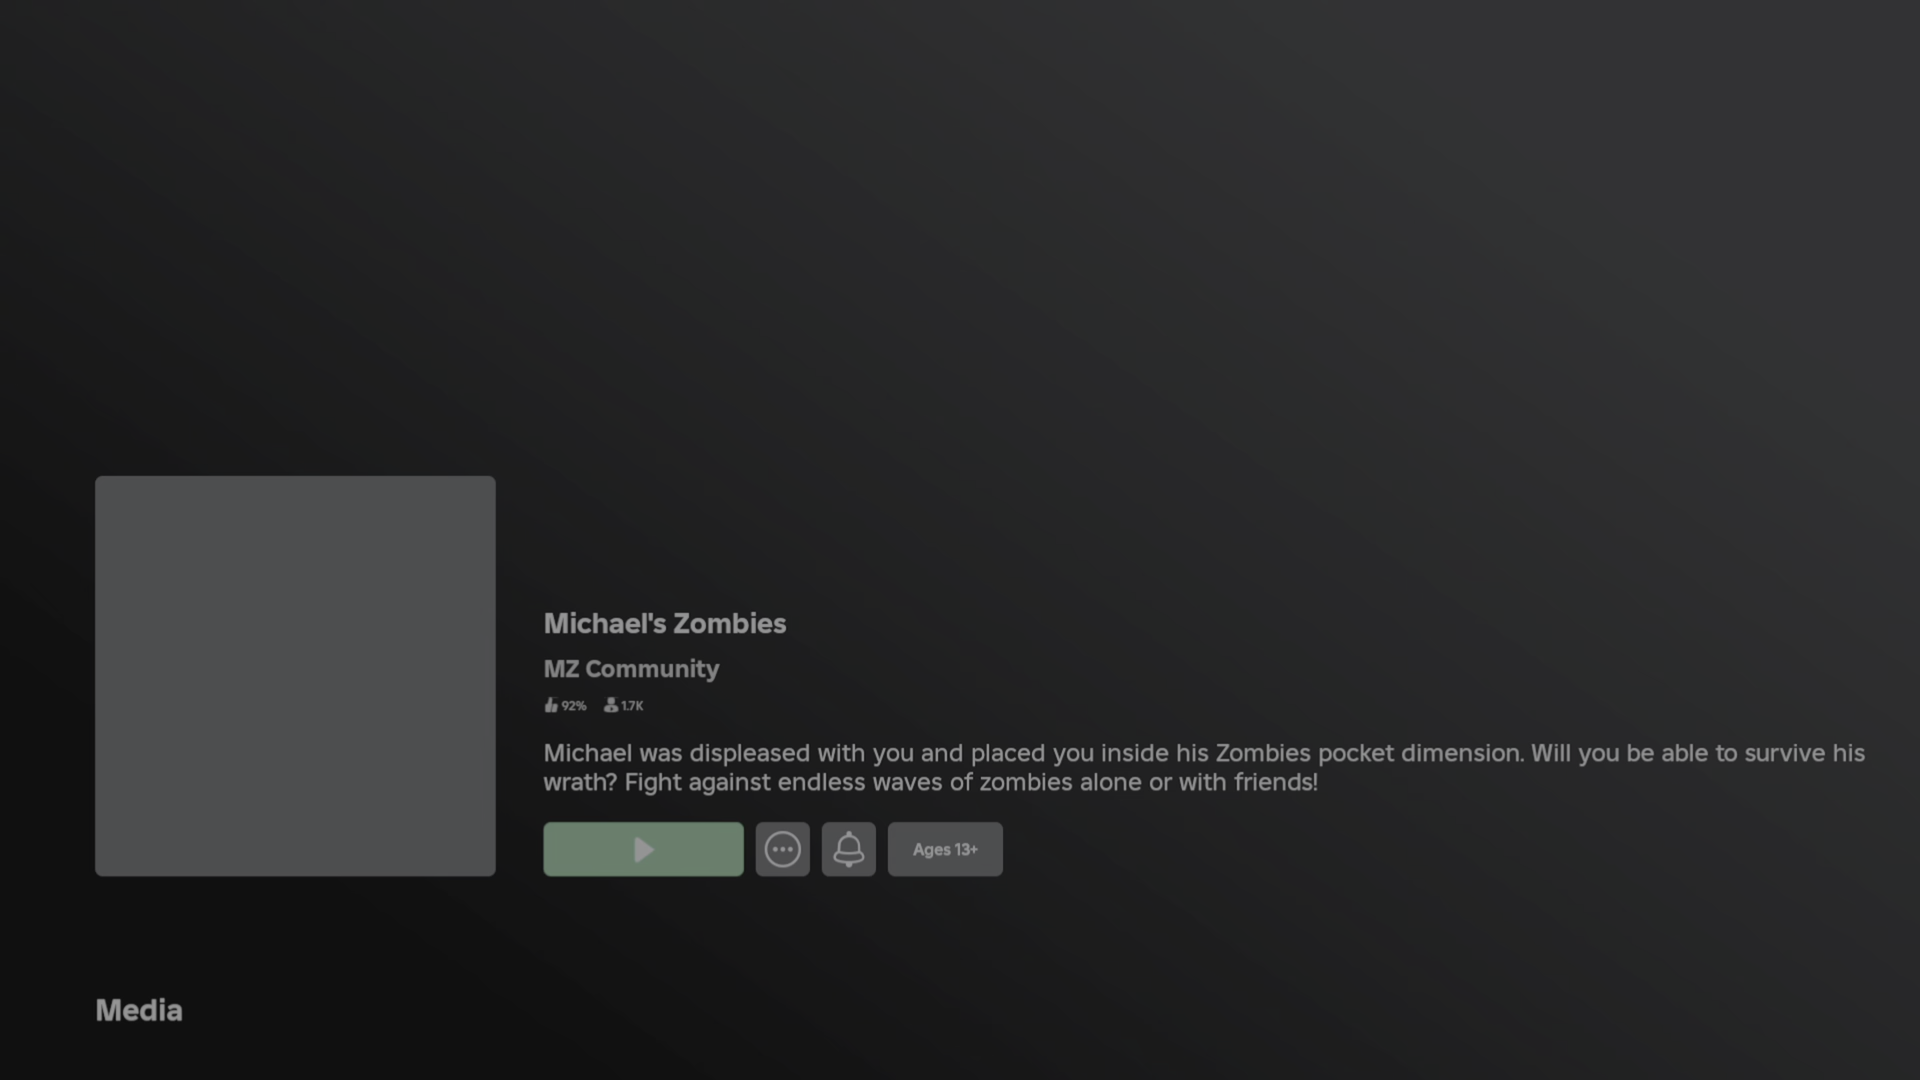 Michael's Zombies
MZ Community
92% 1.7K
Michael was displeased with you and placed you inside his Zombies pocket dimension. Will you be able to survive his
wrath? Fight against endless waves of zombies alone or with friends!
Ages 13+
Media